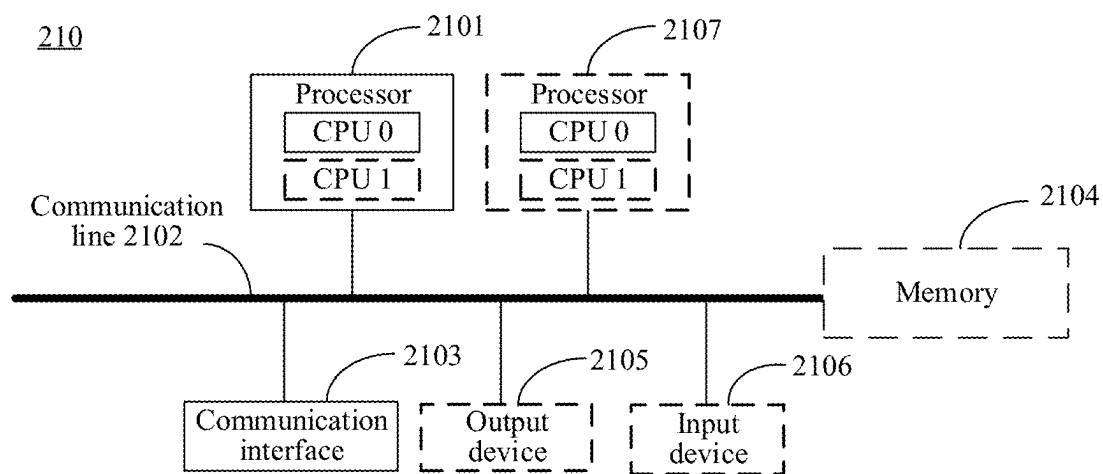 210
2101
2107
Processor
CPU 0
CPU 1
Processor
CPU 0
CPU 1
Communication
line 2102
2104
Memory
2103
2105
2106
Communication
interface
Output
device
Input
device